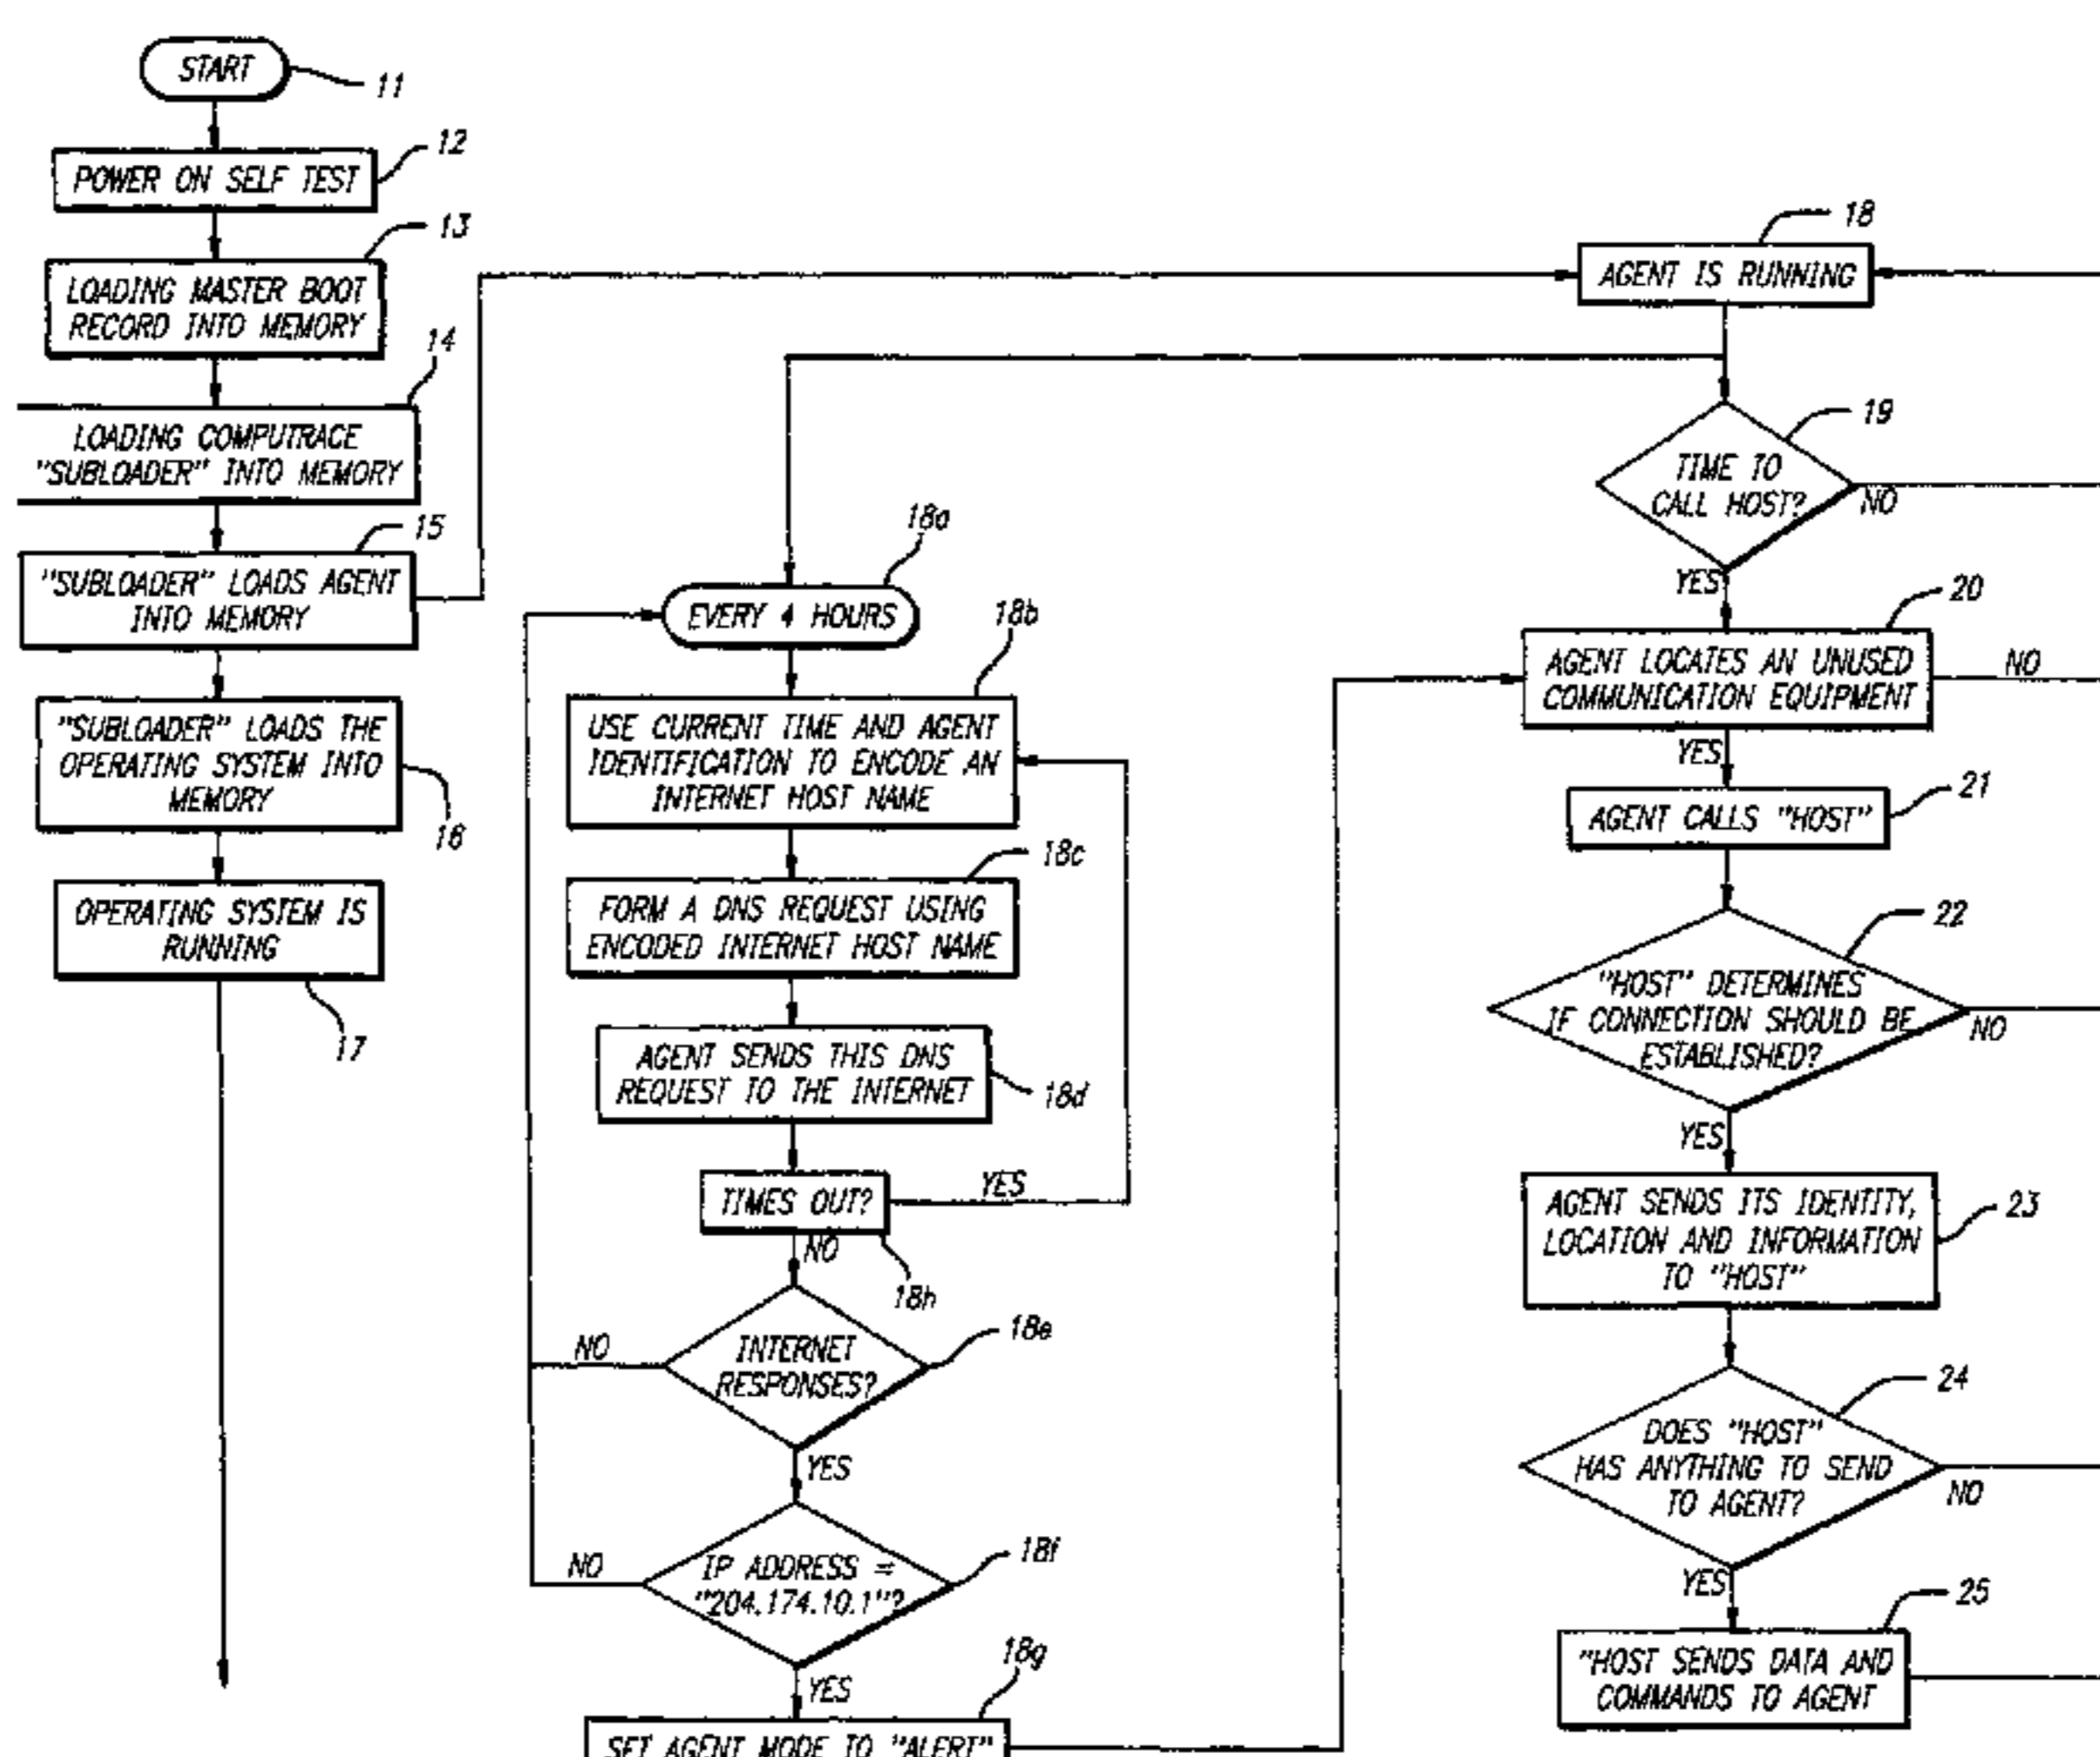 START
11
POWER ON SELF TEST
12
LOADING MASTER BOOT
RECORD INTO MEMORY
13
LOADING COMPUTRACE
"SUBLOADER" INTO MEMORY
14
"SUBLOADER" LOADS AGENT
INTO MEMORY
15
"SUBLOADER" LOADS THE
OPERATING SYSTEM INTO
MEMORY
16
OPERATING SYSTEM IS
RUNNING
17
EVERY 4 HOURS
18a
USE CURRENT TIME AND AGENT
IDENTIFICATION TO ENCODE AN
INTERNET HOST NAME
18b
FORM A DNS REQUEST USING
ENCODED INTERNET HOST NAME
18c
AGENT SENDS THIS DNS
REQUEST TO THE INTERNET
18d
TIMES OUT?
YES
NO
18h
INTERNET
RESPONSES?
18e
NO
YES
IP ADDRESS =
"204.174.10.1"?
18f
NO
YES
SET AGENT MODE TO "ALERT"
18g
AGENT IS RUNNING
18
TIME TO
CALL HOST?
19
NO
YES
AGENT LOCATES AN UNUSED
COMMUNICATION EQUIPMENT
20
NO
YES
AGENT CALLS "HOST"
21
"HOST" DETERMINES
IF CONNECTION SHOULD BE
ESTABLISHED?
22
NO
YES
AGENT SENDS ITS IDENTITY,
LOCATION AND INFORMATION
TO "HOST"
23
DOES "HOST"
HAS ANYTHING TO SEND
TO AGENT?
24
NO
YES
"HOST SENDS DATA AND
COMMANDS TO AGENT
25